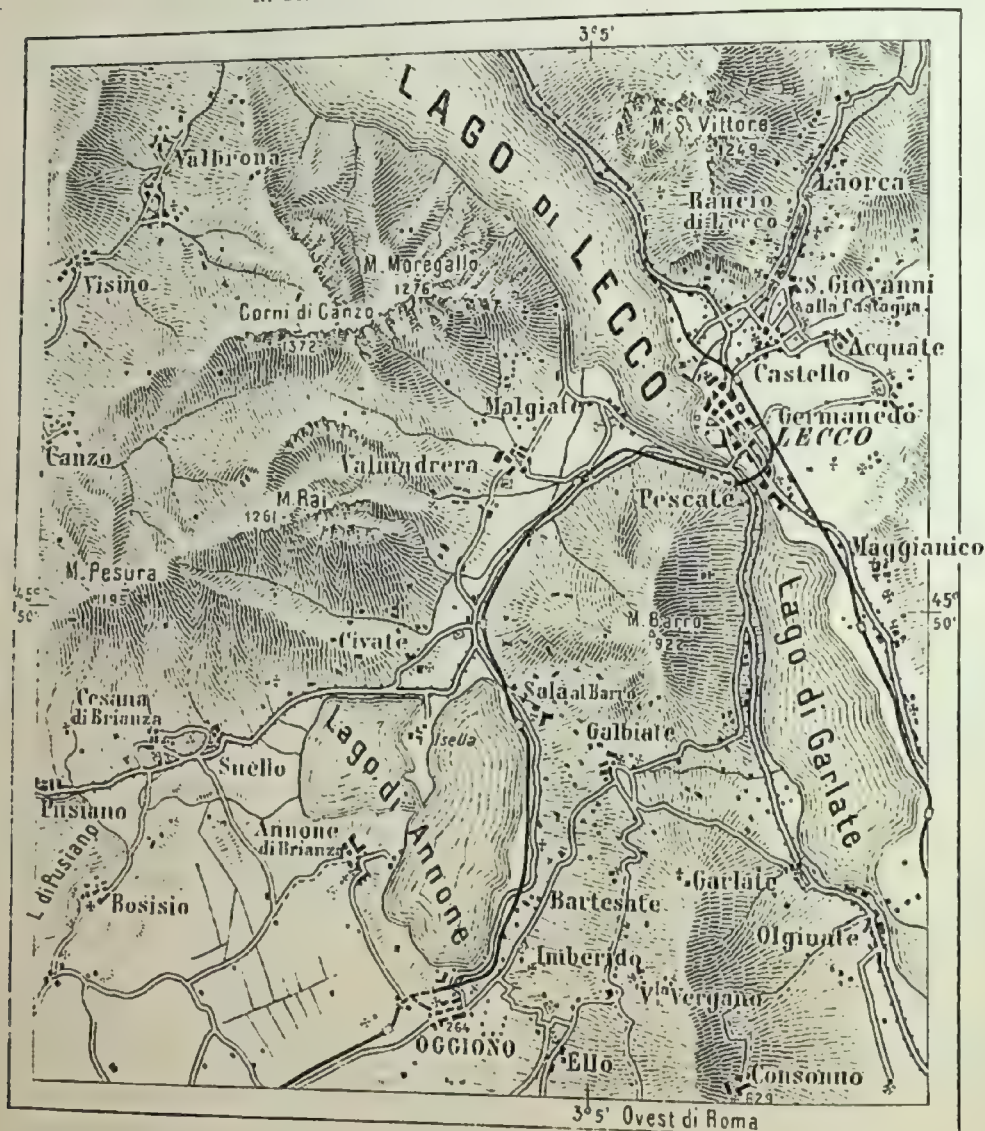 3°5'
LAGO DI LECCO
M. S. Vittore
1249
Valbrona
Laorca
Rancio
di Lecco
M. Moregallo
1276
Visino
S. Giovanni
alla Castagna
Corni di Canzo
1372
Acquate
Castello
Malgiate
Germanedo
LECCO
Canzo
Valmadrera
M. Rai
1261
Pescate
Maggianico
M. Pesura
1195
45°
50'
45°
50'
Civate
M. Barro
922
Lago di Garlate
Sala al Barro
Cesana
di Brianza
Isella
Galbiate
Suello
Lago di Annone
Pusiano
Annone
di Brianza
L. di Pusiano
Bosisio
Garlate
Bartesate
Olginate
Imberido
Vergano
264
OGGIONO
Ello
Consonno
629
3°5' Ovest di Roma